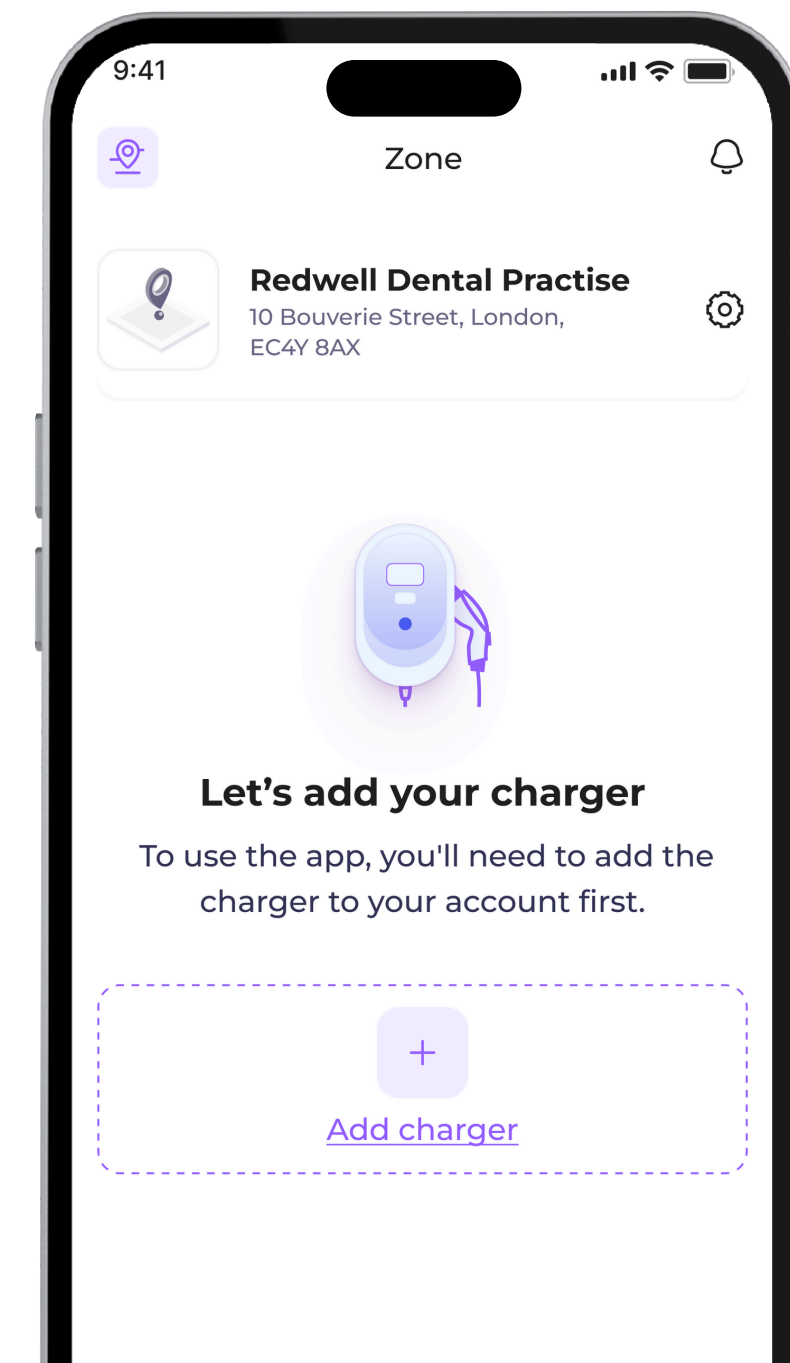 9:41
Zone
Redwell Dental Practise
10 Bouverie Street, London,
EC4Y 8AX
Let’s add your charger
To use the app, you'll need to add the
charger to your account first.
Add charger